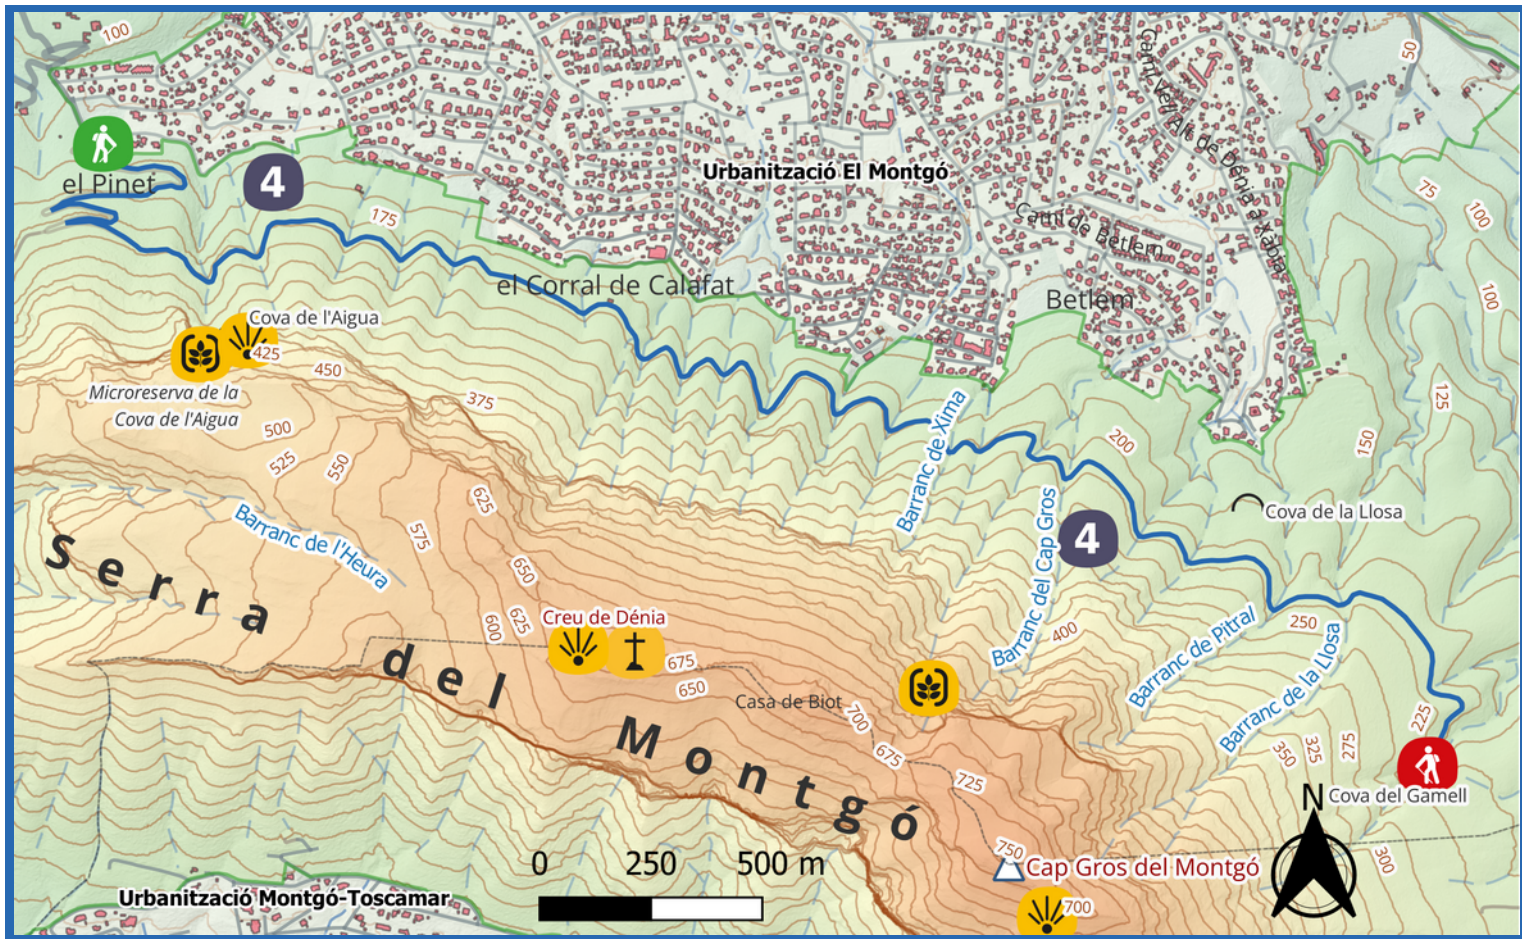 100
50
Camí Vell Alt de Dénia a Xàbia
el Pinet
4
Urbanització El Montgó
75
100
175
Camí de Betlem
el Corral de Calafat
Betlem
100
Cova de l'Aigua
425
450
Microreserva de la
Cova de l'Aigua
375
125
500
200
150
525
550
Barranc de Xima
625
Barranc del Cap Gros
Cova de la Llosa
575
Barranc de l'Heura
4
650
Serra del Montgó
600
625
Creu de Dénia
675
650
400
250
Barranc de Pitral
Barranc de la Llosa
Casa de Biot
700
675
225
350
325
275
725
N
Cova del Gamell
750
Cap Gros del Montgó
300
0 250 500 m
Urbanització Montgó-Toscamar
700